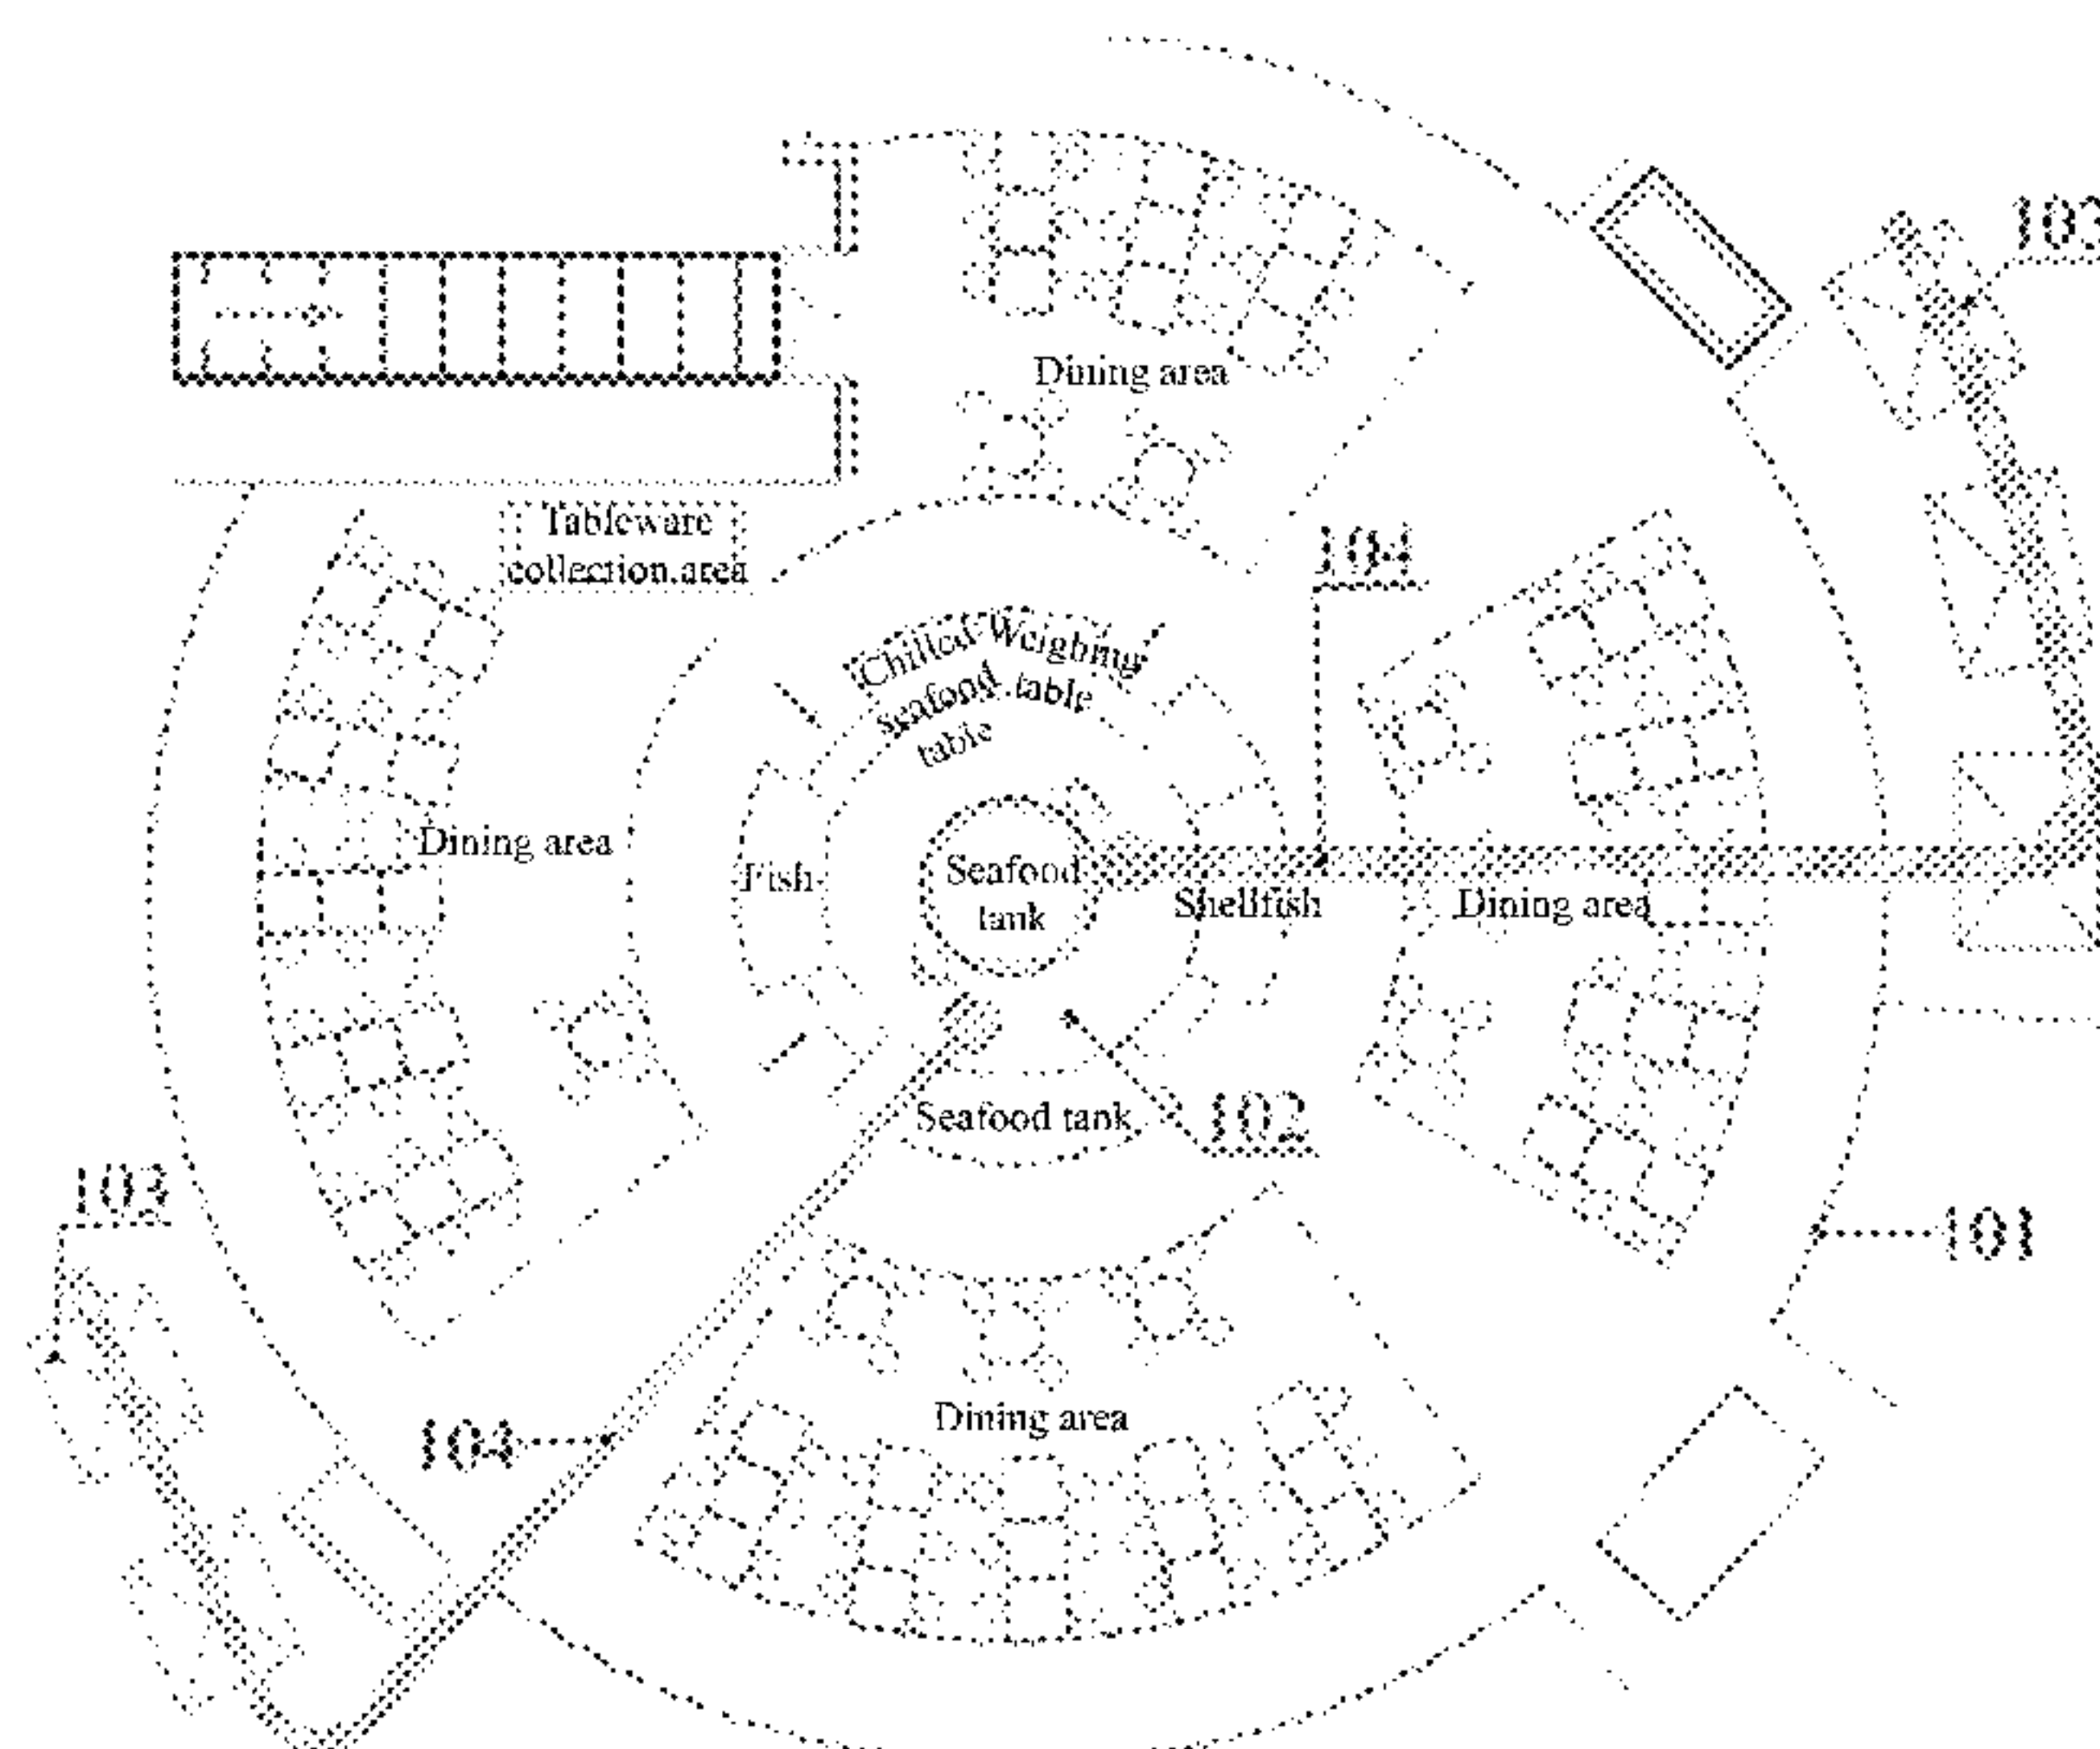 103
Dining area
Tableware
collection area
104
Chilled Weighing
seafood table
table
Dining area
Fish
Seafood
tank
Shellfish
Dining area
Seafood tank
102
103
101
104
Dining area